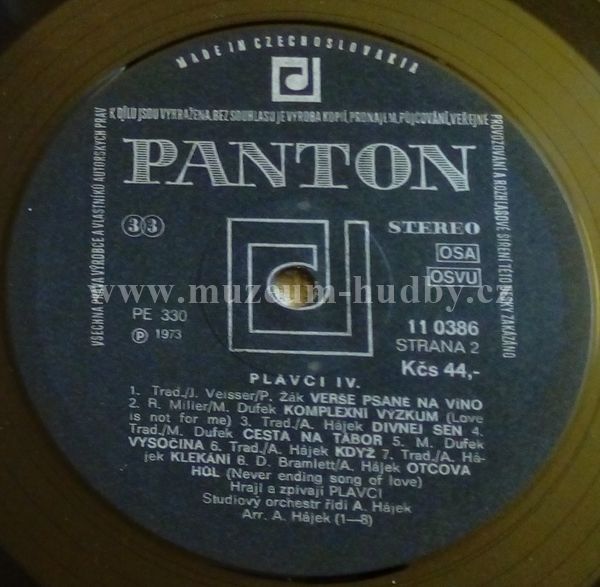 MADE IN CZECHOSLOVAKIA
K DÍLU JSOU VYHRAŽENA. BEZ SOUHLASU JE VÝROBA KOPIÍ, PRONÁJEM, PŮJČOVÁNÍ, VEŘEJNÉ
VŠECHNA PRÁVA VÝROBCE A VLASTNÍKŮ AUTORSKÝCH PRÁV
PROVOZOVÁNÍ A ROZHLASOVÉ ŠÍŘENÍ TÉTO DESKY ZAKÁZÁNO
PANTON
33
STEREO
OSA
OSVU
www.muzeum-hudby.cz
PE 330
℗ 1973
11 0386
STRANA 2
Kčs 44,-
PLAVCI IV.
1. Trad./J. Veisser/P. Žák VERŠE PSANÉ NA VÍNO
2. R. Miller/M. Dufek KOMPLEXNÍ VÝZKUM (Love
is not for me) 3. Trad./A. Hájek DIVNEJ SEN 4.
Trad./M. Dufek CESTA NA TÁBOR 5. M. Dufek
VYSOČINA 6. Trad./A. Hájek KDYŽ 7. Trad./A. Há-
jek KLEKÁNÍ 8. D. Bramlett/A. Hájek OTCOVA
HŮL (Never ending song of love)
Hrají a zpívají PLAVCI
Studiový orchestr řídí A. Hájek
Arr. A. Hájek (1—8)